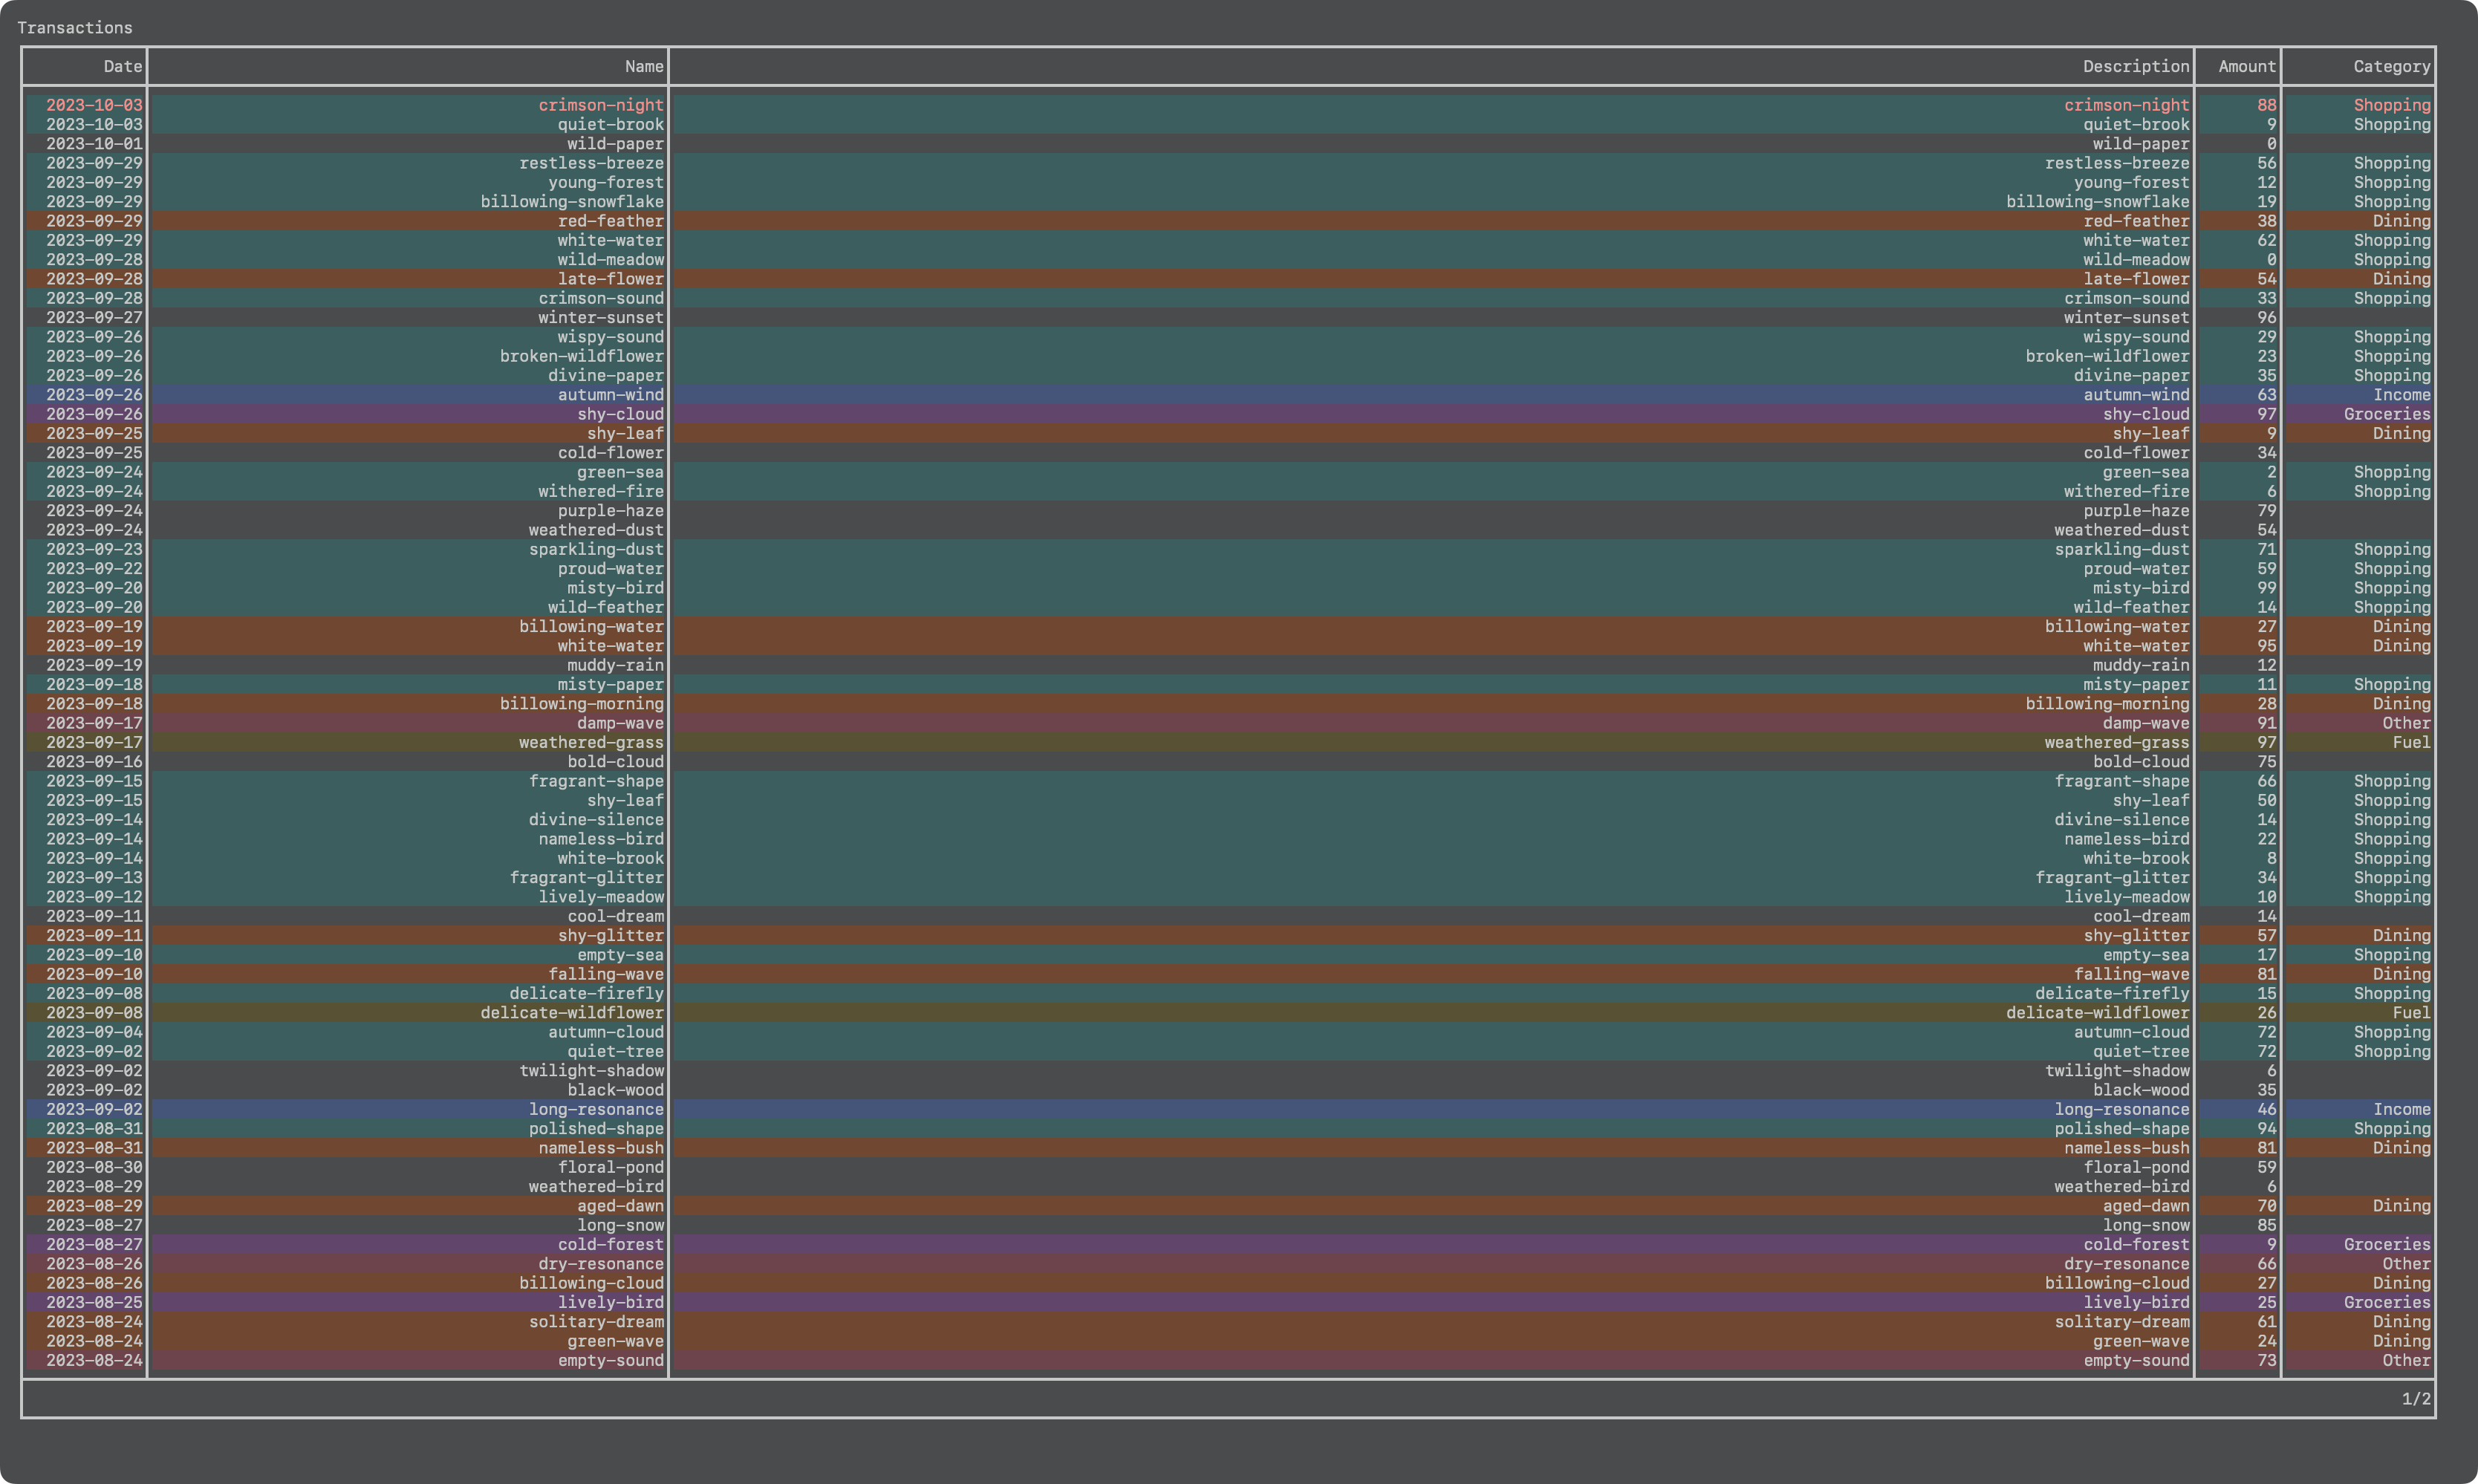 Transactions
Date Name Description Amount Category
2023-10-03 crimson-night crimson-night 88 Shopping
2023-10-03 quiet-brook quiet-brook 9 Shopping
2023-10-01 wild-paper wild-paper 0
2023-09-29 restless-breeze restless-breeze 56 Shopping
2023-09-29 young-forest young-forest 12 Shopping
2023-09-29 billowing-snowflake billowing-snowflake 19 Shopping
2023-09-29 red-feather red-feather 38 Dining
2023-09-29 white-water white-water 62 Shopping
2023-09-28 wild-meadow wild-meadow 0 Shopping
2023-09-28 late-flower late-flower 54 Dining
2023-09-28 crimson-sound crimson-sound 33 Shopping
2023-09-27 winter-sunset winter-sunset 96
2023-09-26 wispy-sound wispy-sound 29 Shopping
2023-09-26 broken-wildflower broken-wildflower 23 Shopping
2023-09-26 divine-paper divine-paper 35 Shopping
2023-09-26 autumn-wind autumn-wind 63 Income
2023-09-26 shy-cloud shy-cloud 97 Groceries
2023-09-25 shy-leaf shy-leaf 9 Dining
2023-09-25 cold-flower cold-flower 34
2023-09-24 green-sea green-sea 2 Shopping
2023-09-24 withered-fire withered-fire 6 Shopping
2023-09-24 purple-haze purple-haze 79
2023-09-24 weathered-dust weathered-dust 54
2023-09-23 sparkling-dust sparkling-dust 71 Shopping
2023-09-22 proud-water proud-water 59 Shopping
2023-09-20 misty-bird misty-bird 99 Shopping
2023-09-20 wild-feather wild-feather 14 Shopping
2023-09-19 billowing-water billowing-water 27 Dining
2023-09-19 white-water white-water 95 Dining
2023-09-19 muddy-rain muddy-rain 12
2023-09-18 misty-paper misty-paper 11 Shopping
2023-09-18 billowing-morning billowing-morning 28 Dining
2023-09-17 damp-wave damp-wave 91 Other
2023-09-17 weathered-grass weathered-grass 97 Fuel
2023-09-16 bold-cloud bold-cloud 75
2023-09-15 fragrant-shape fragrant-shape 66 Shopping
2023-09-15 shy-leaf shy-leaf 50 Shopping
2023-09-14 divine-silence divine-silence 14 Shopping
2023-09-14 nameless-bird nameless-bird 22 Shopping
2023-09-14 white-brook white-brook 8 Shopping
2023-09-13 fragrant-glitter fragrant-glitter 34 Shopping
2023-09-12 lively-meadow lively-meadow 10 Shopping
2023-09-11 cool-dream cool-dream 14
2023-09-11 shy-glitter shy-glitter 57 Dining
2023-09-10 empty-sea empty-sea 17 Shopping
2023-09-10 falling-wave falling-wave 81 Dining
2023-09-08 delicate-firefly delicate-firefly 15 Shopping
2023-09-08 delicate-wildflower delicate-wildflower 26 Fuel
2023-09-04 autumn-cloud autumn-cloud 72 Shopping
2023-09-02 quiet-tree quiet-tree 72 Shopping
2023-09-02 twilight-shadow twilight-shadow 6
2023-09-02 black-wood black-wood 35
2023-09-02 long-resonance long-resonance 46 Income
2023-08-31 polished-shape polished-shape 94 Shopping
2023-08-31 nameless-bush nameless-bush 81 Dining
2023-08-30 floral-pond floral-pond 59
2023-08-29 weathered-bird weathered-bird 6
2023-08-29 aged-dawn aged-dawn 70 Dining
2023-08-27 long-snow long-snow 85
2023-08-27 cold-forest cold-forest 9 Groceries
2023-08-26 dry-resonance dry-resonance 66 Other
2023-08-26 billowing-cloud billowing-cloud 27 Dining
2023-08-25 lively-bird lively-bird 25 Groceries
2023-08-24 solitary-dream solitary-dream 61 Dining
2023-08-24 green-wave green-wave 24 Dining
2023-08-24 empty-sound empty-sound 73 Other
1/2